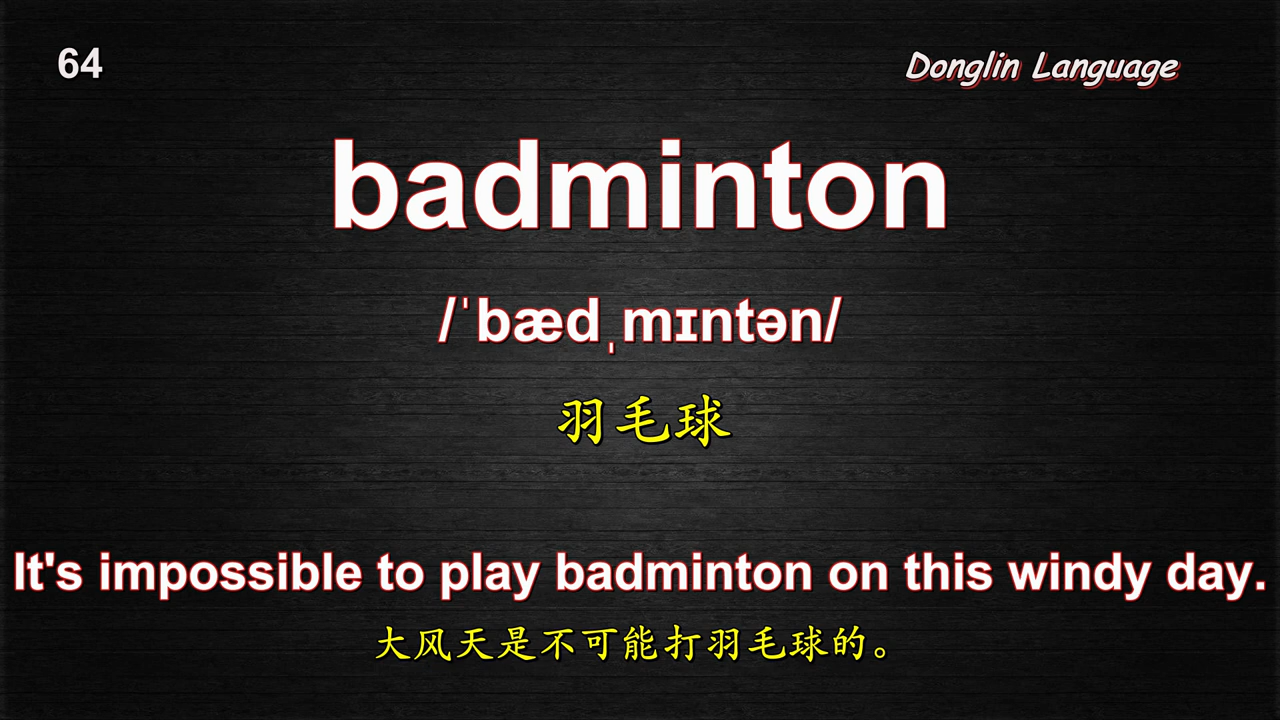 64
Donglin Language
badminton
/ˈbædˌmɪntən/
羽毛球
It's impossible to play badminton on this windy day.
大风天是不可能打羽毛球的。